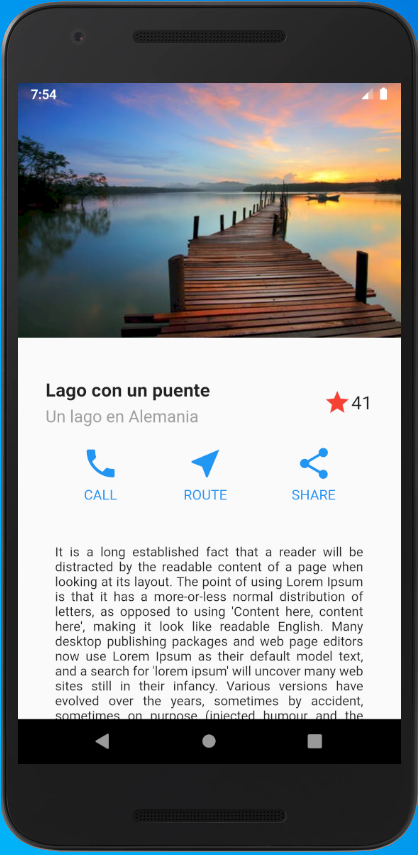 7:54
Lago con un puente
Un lago en Alemania
41
CALL ROUTE SHARE
It is a long established fact that a reader will be
distracted by the readable content of a page when
looking at its layout. The point of using Lorem Ipsum
is that it has a more-or-less normal distribution of
letters, as opposed to using 'Content here, content
here', making it look like readable English. Many
desktop publishing packages and web page editors
now use Lorem Ipsum as their default model text,
and a search for 'lorem ipsum' will uncover many web
sites still in their infancy. Various versions have
evolved over the years, sometimes by accident,
sometimes on purpose (injected humour and the